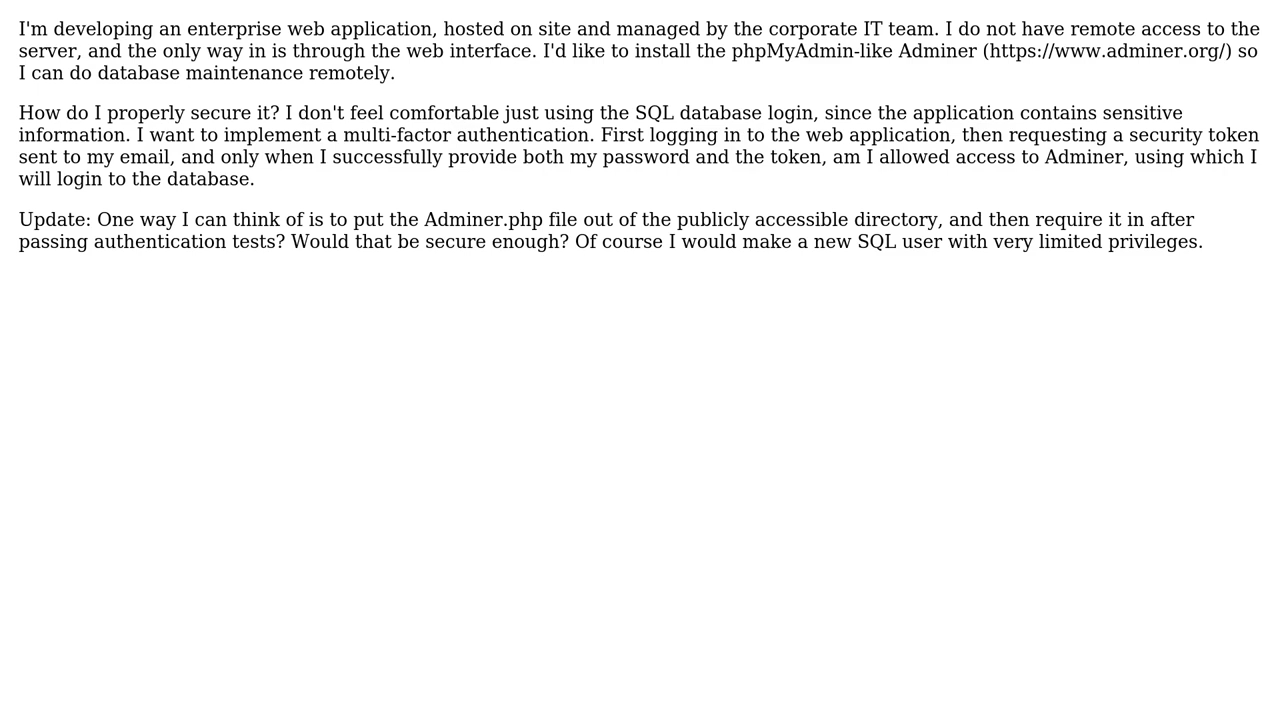 I'm developing an enterprise web application, hosted on site and managed by the corporate IT team. I do not have remote access to the
server, and the only way in is through the web interface. I'd like to install the phpMyAdmin-like Adminer (https://www.adminer.org/) so
I can do database maintenance remotely.
How do I properly secure it? I don't feel comfortable just using the SQL database login, since the application contains sensitive
information. I want to implement a multi-factor authentication. First logging in to the web application, then requesting a security token
sent to my email, and only when I successfully provide both my password and the token, am I allowed access to Adminer, using which I
will login to the database.
Update: One way I can think of is to put the Adminer.php file out of the publicly accessible directory, and then require it in after
passing authentication tests? Would that be secure enough? Of course I would make a new SQL user with very limited privileges.